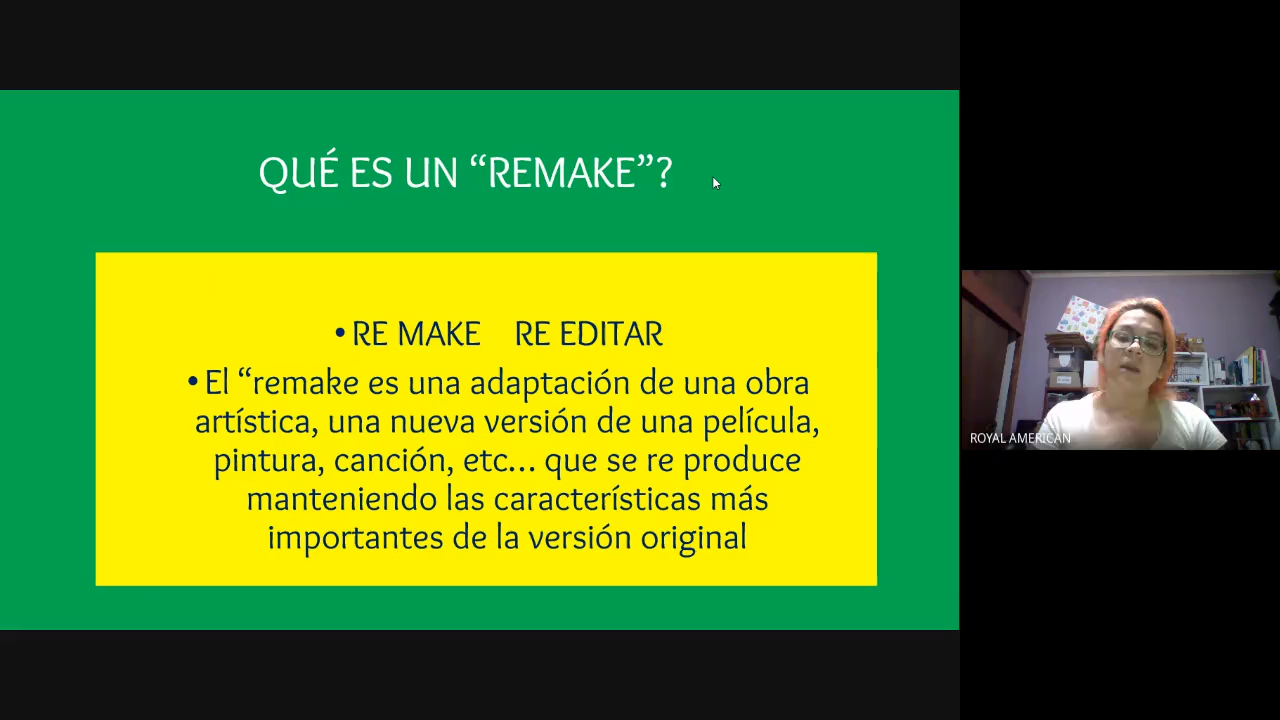 QUÉ ES UN “REMAKE”?
•RE MAKE RE EDITAR
•El “remake es una adaptación de una obra
artística, una nueva versión de una película,
pintura, canción, etc... que se re produce
manteniendo las características más
importantes de la versión original
ROYAL AMERICAN